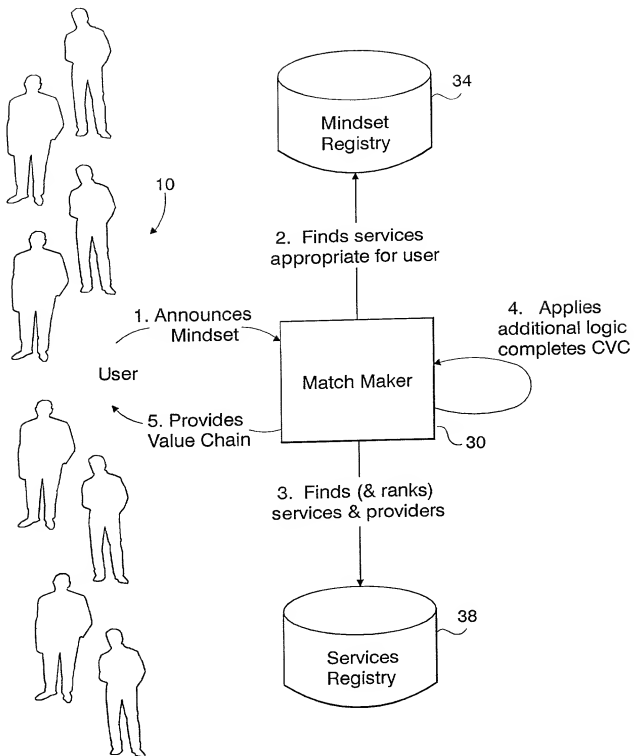 34
Mindset
Registry
10
2. Finds services
appropriate for user
1. Announces
Mindset
4. Applies
additional logic
completes CVC
User
Match Maker
5. Provides
Value Chain
30
3. Finds (& ranks)
services & providers
38
Services
Registry